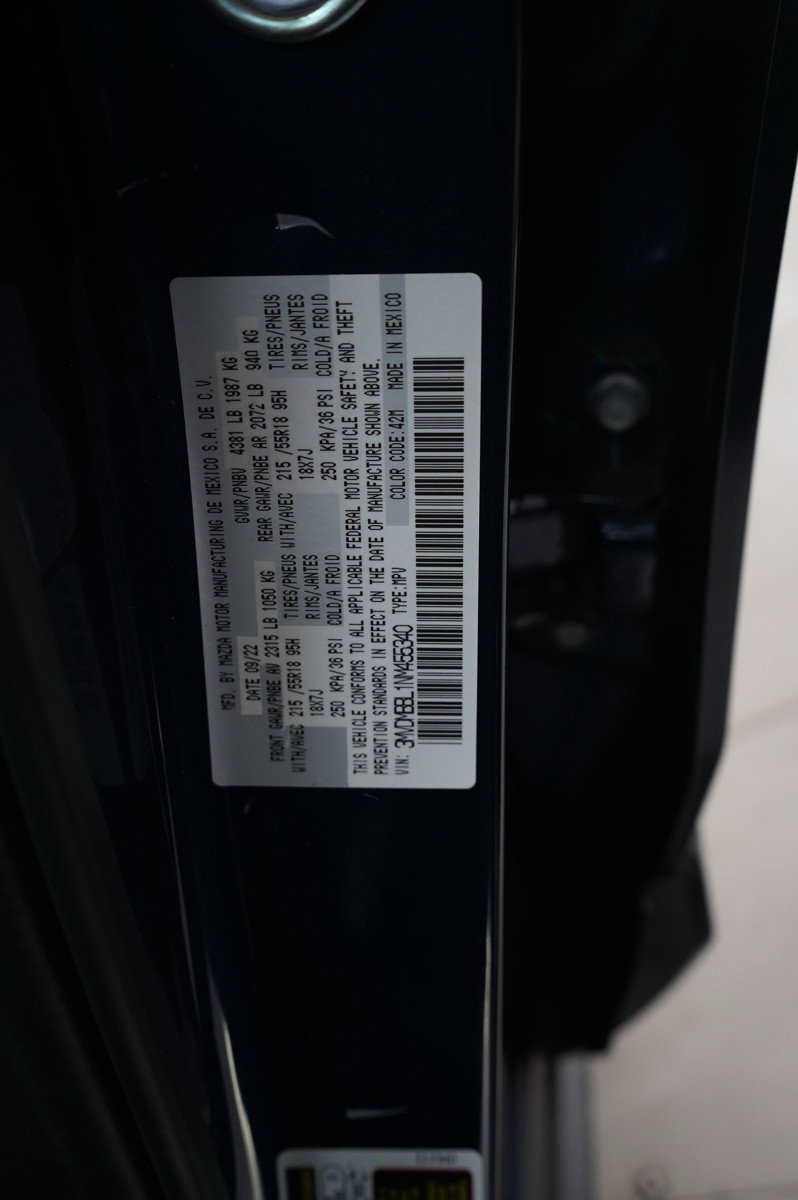 MFD. BY MAZDA MOTOR MANUFACTURING DE MEXICO S.A. DE C.V.
DATE 09/22 GVWR/PNBV 4381 LB 1987 KG
FRONT GAWR/PNBE AV 2315 LB 1050 KG REAR GAWR/PNBE AR 2072 LB 940 KG
WITH/AVEC 215 /55R18 95H TIRES/PNEUS WITH/AVEC 215 /55R18 95H TIRES/PNEUS
18X7J RIMS/JANTES 18X7J RIMS/JANTES
250 KPA/36 PSI COLD/A FROID 250 KPA/36 PSI COLD/A FROID
THIS VEHICLE CONFORMS TO ALL APPLICABLE FEDERAL MOTOR VEHICLE SAFETY AND THEFT
PREVENTION STANDARDS IN EFFECT ON THE DATE OF MANUFACTURE SHOWN ABOVE.
VIN: 3MVDMBBL1NM455340 TYPE:MPV COLOR CODE:42M MADE IN MEXICO